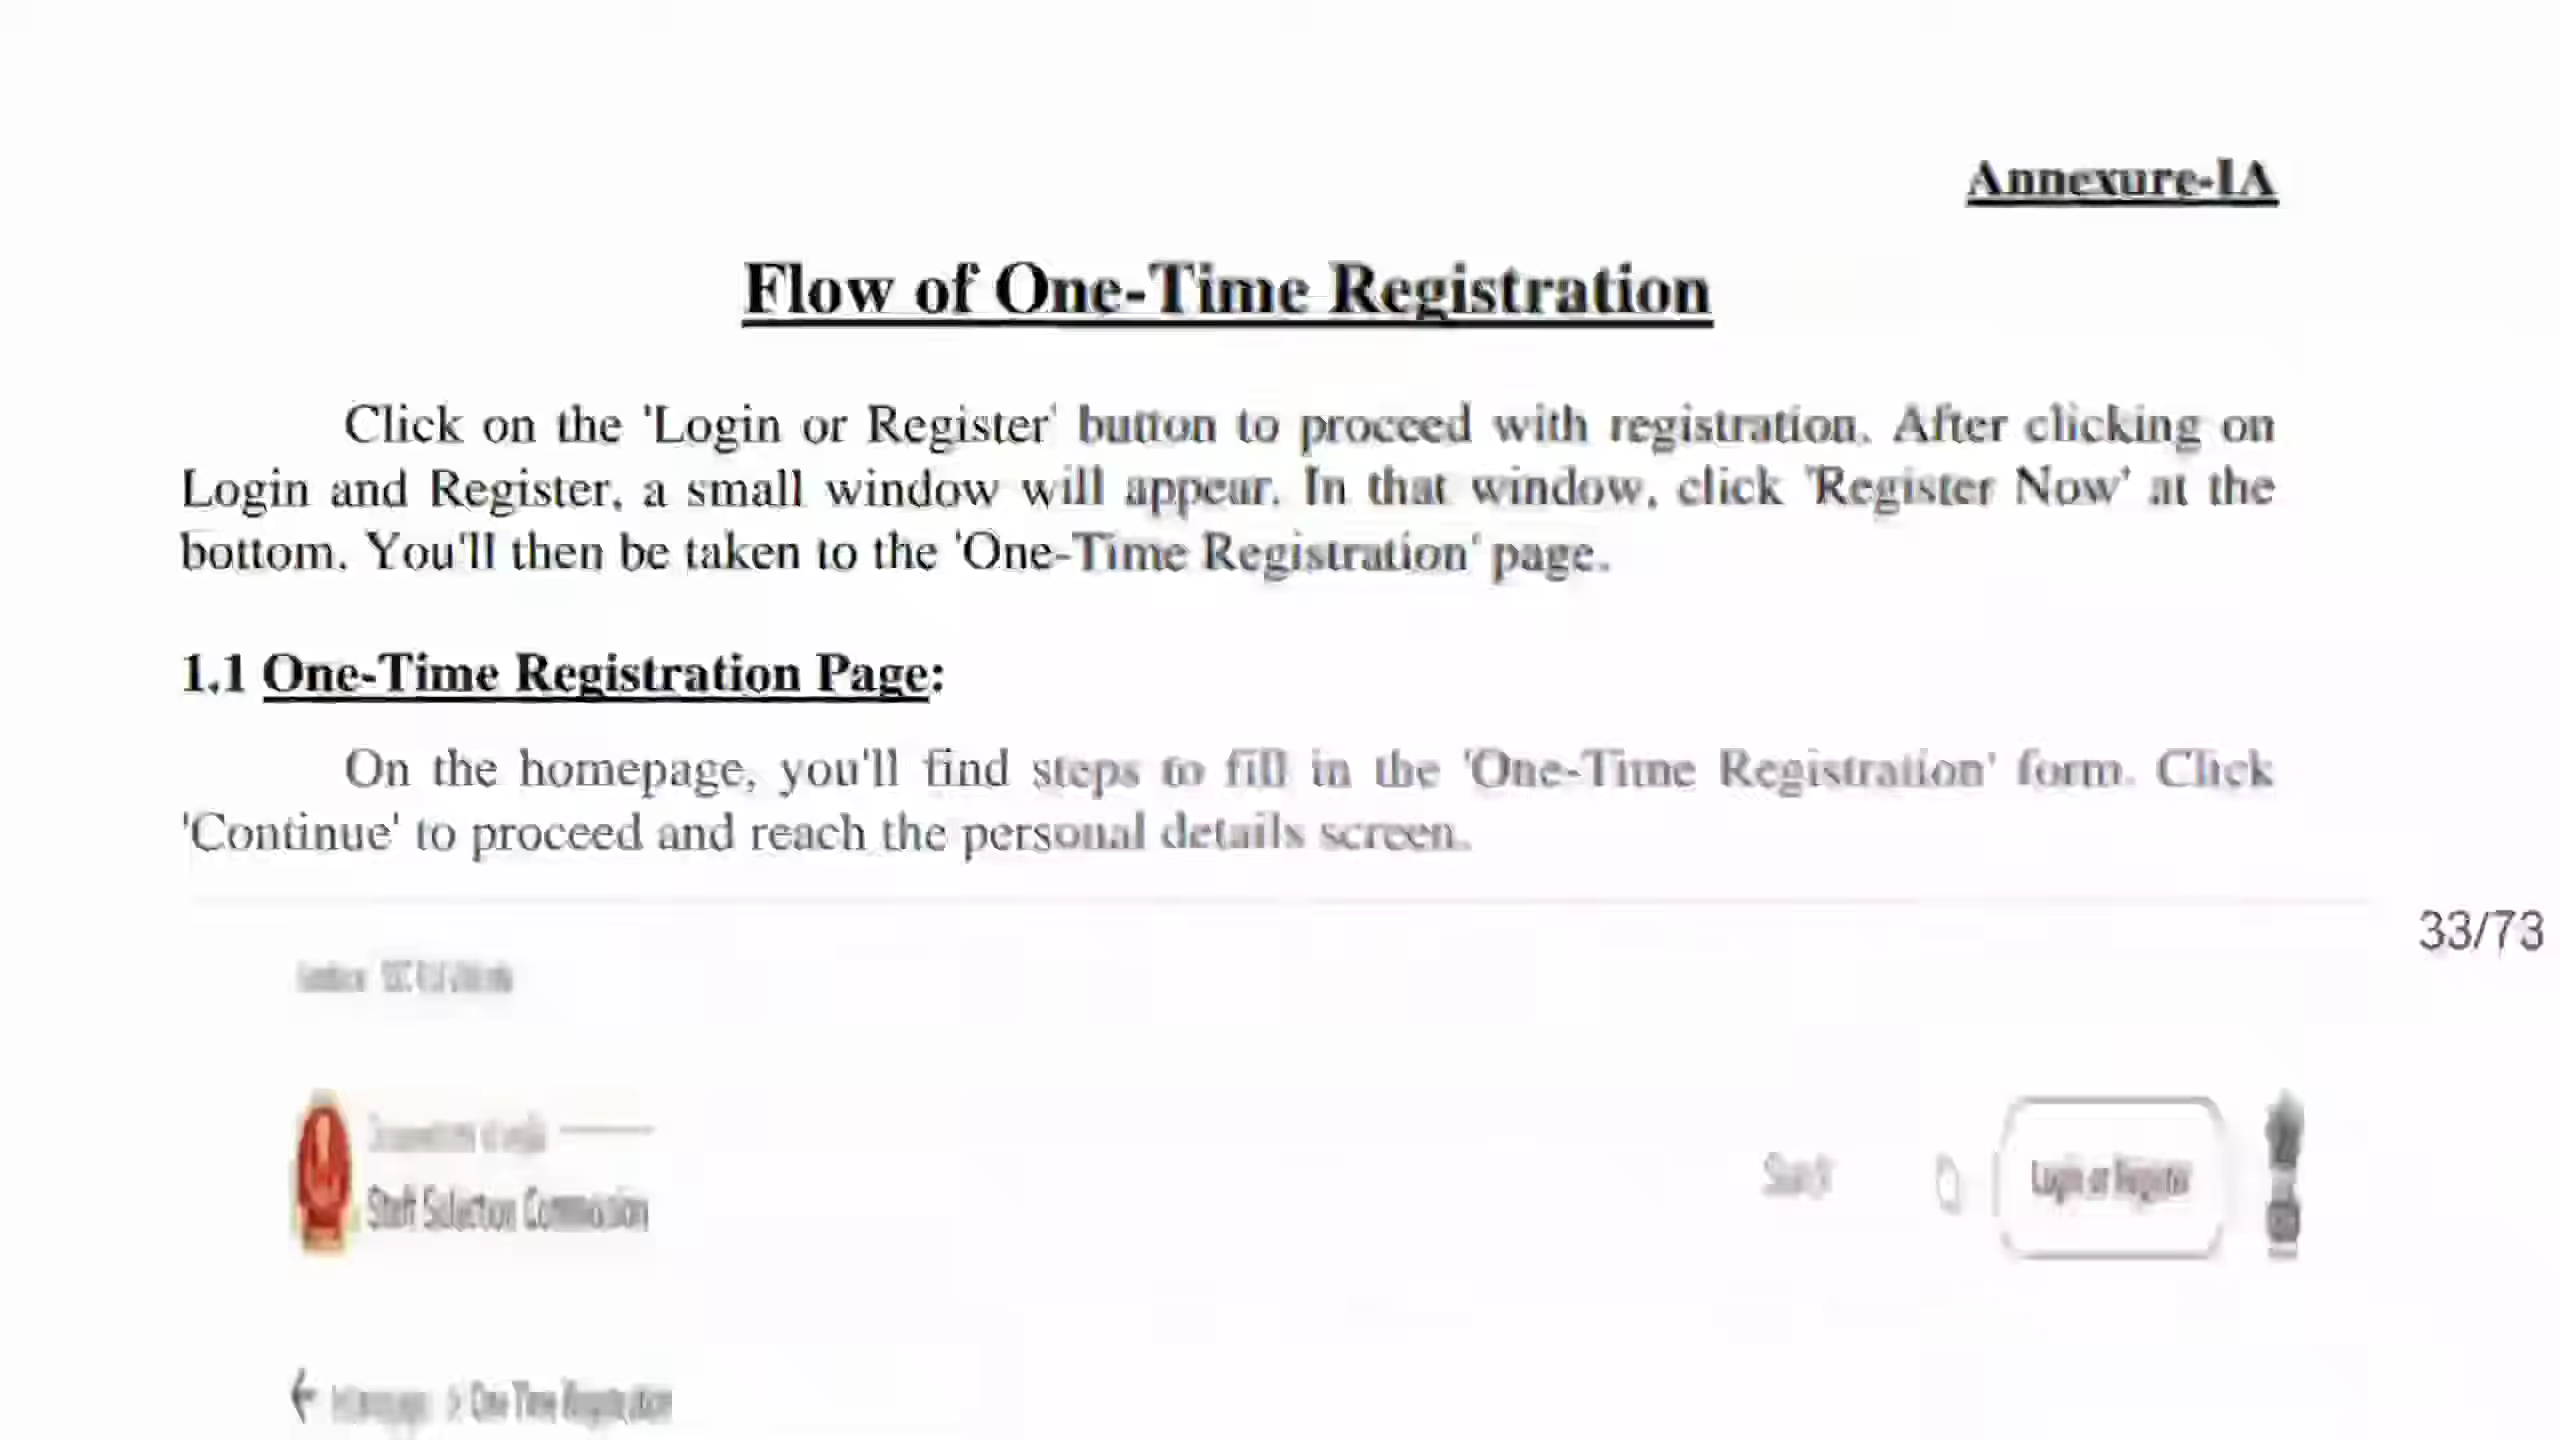 Annexure-IA
Flow of One-Time Registration
Click on the 'Login or Register' button to proceed with registration. After clicking on
Login and Register, a small window will appear. In that window, click 'Register Now' at the
bottom. You'll then be taken to the 'One-Time Registration' page.
1.1 One-Time Registration Page:
On the homepage, you'll find steps to fill in the 'One-Time Registration' form. Click
'Continue' to proceed and reach the personal details screen.
33/73
Staff Selection Commission
Search
Login or Register
> One Time Registration